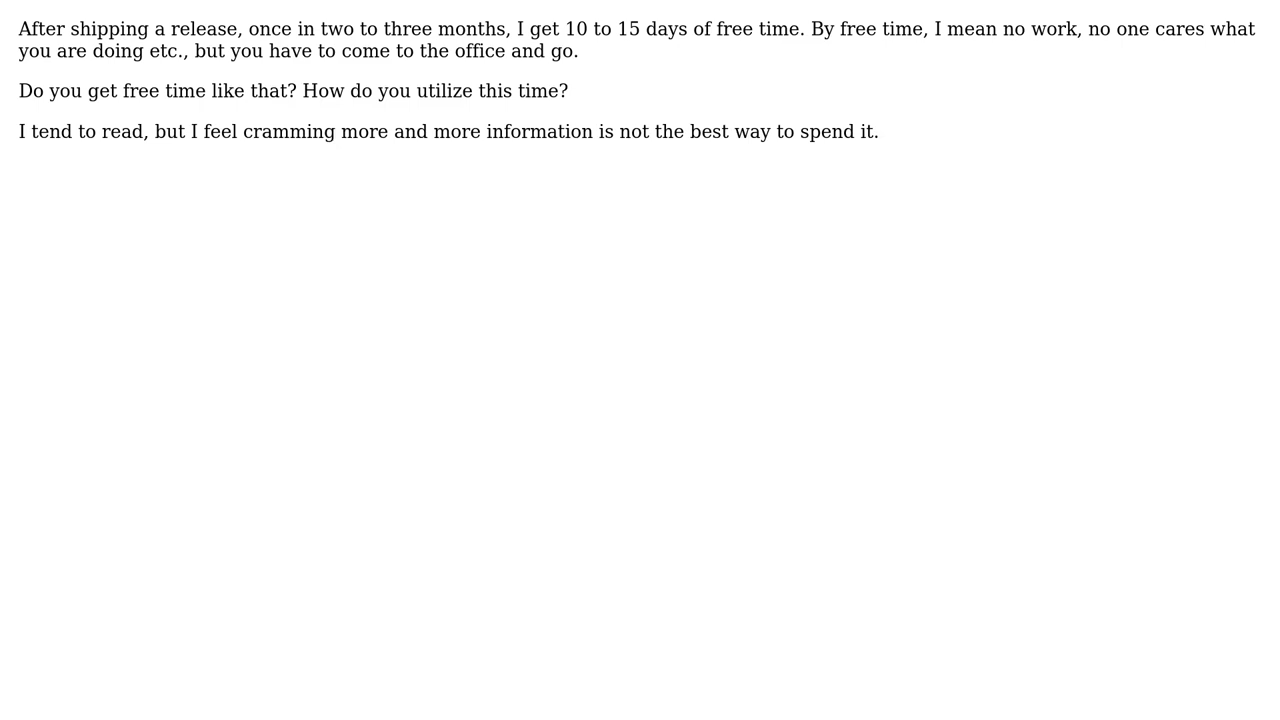 After shipping a release, once in two to three months, I get 10 to 15 days of free time. By free time, I mean no work, no one cares what
you are doing etc., but you have to come to the office and go.
Do you get free time like that? How do you utilize this time?
I tend to read, but I feel cramming more and more information is not the best way to spend it.